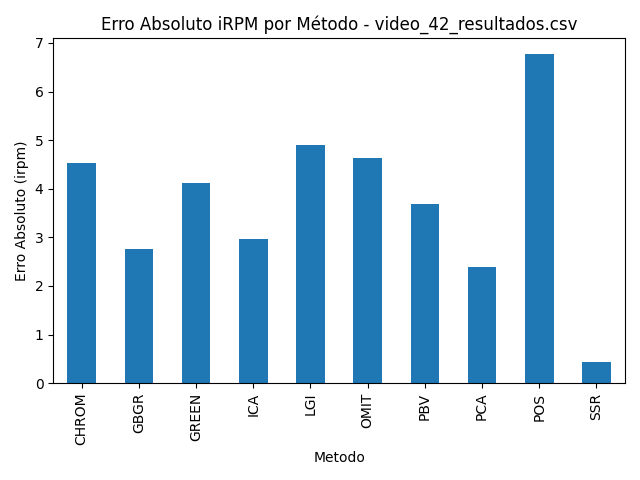 Erro Absoluto iRPM por Método - video_42_resultados.csv
7
6
5
4
3
2
1
0
Erro Absoluto (irpm)
CHROM
GBGR
GREEN
ICA
LGI
OMIT
PBV
PCA
POS
SSR
Metodo